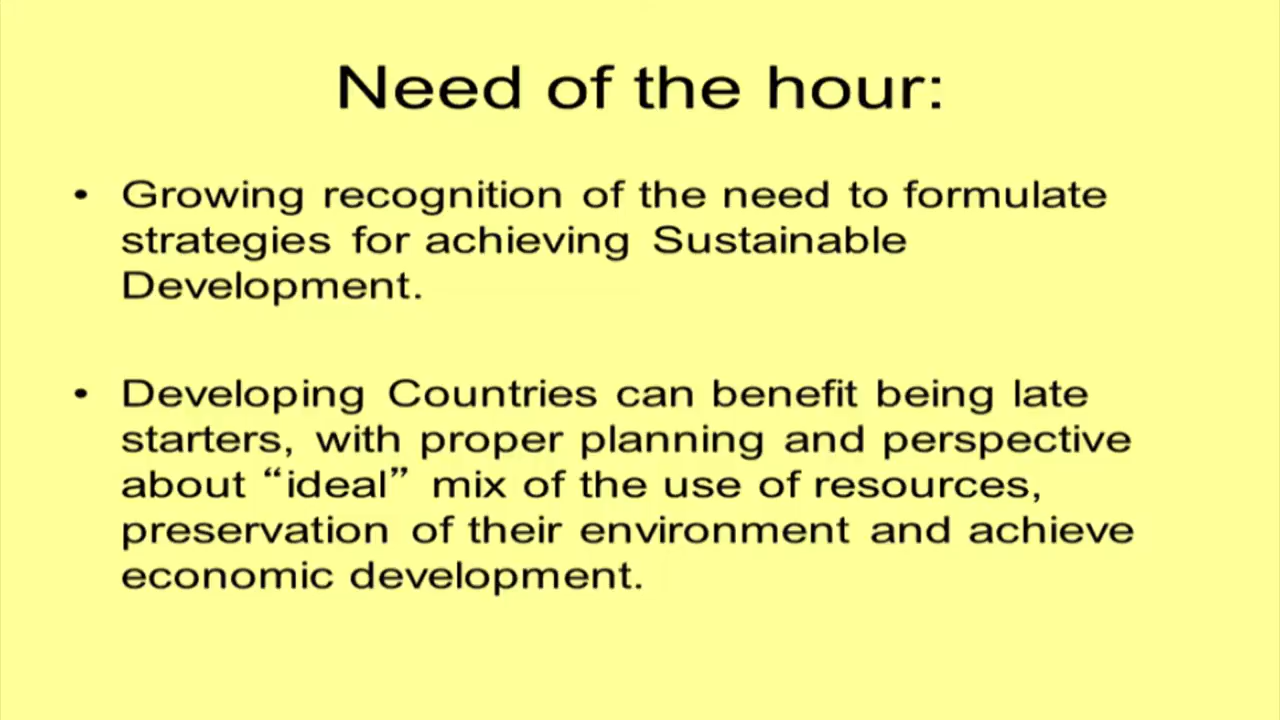 Need of the hour:
• Growing recognition of the need to formulate
strategies for achieving Sustainable
Development.
• Developing Countries can benefit being late
starters, with proper planning and perspective
about “ideal” mix of the use of resources,
preservation of their environment and achieve
economic development.